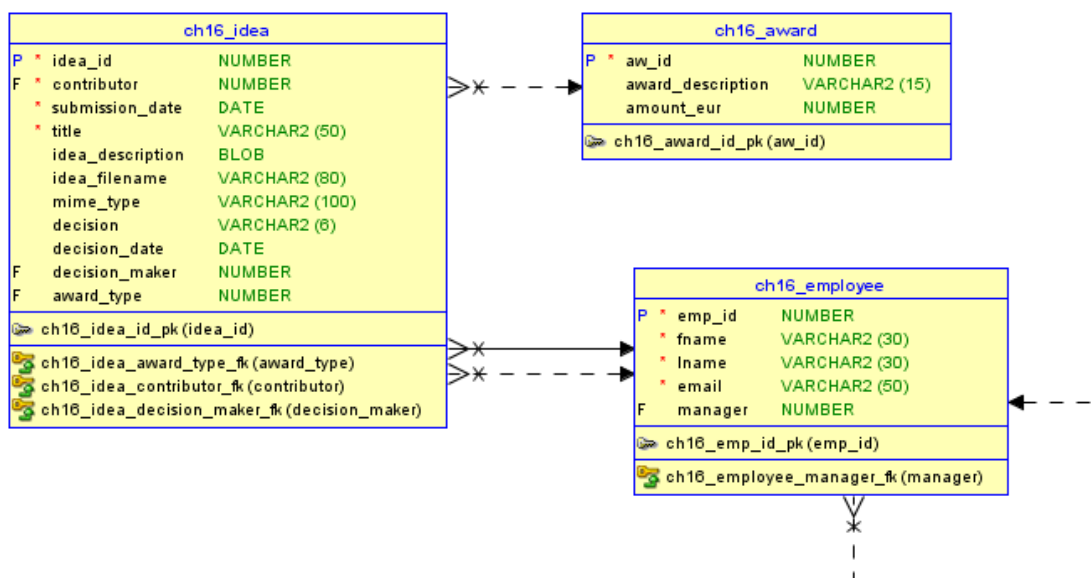 ch16_idea
P * idea_id NUMBER
F * contributor NUMBER
* submission_date DATE
* title VARCHAR2 (50)
idea_description BLOB
idea_filename VARCHAR2 (80)
mime_type VARCHAR2 (100)
decision VARCHAR2 (6)
decision_date DATE
F decision_maker NUMBER
F award_type NUMBER
ch16_idea_id_pk (idea_id)
ch16_idea_award_type_fk (award_type)
ch16_idea_contributor_fk (contributor)
ch16_idea_decision_maker_fk (decision_maker)
ch16_award
P * aw_id NUMBER
award_description VARCHAR2 (15)
amount_eur NUMBER
ch16_award_id_pk (aw_id)
ch16_employee
P * emp_id NUMBER
* fname VARCHAR2 (30)
* lname VARCHAR2 (30)
* email VARCHAR2 (50)
F manager NUMBER
ch16_emp_id_pk (emp_id)
ch16_employee_manager_fk (manager)